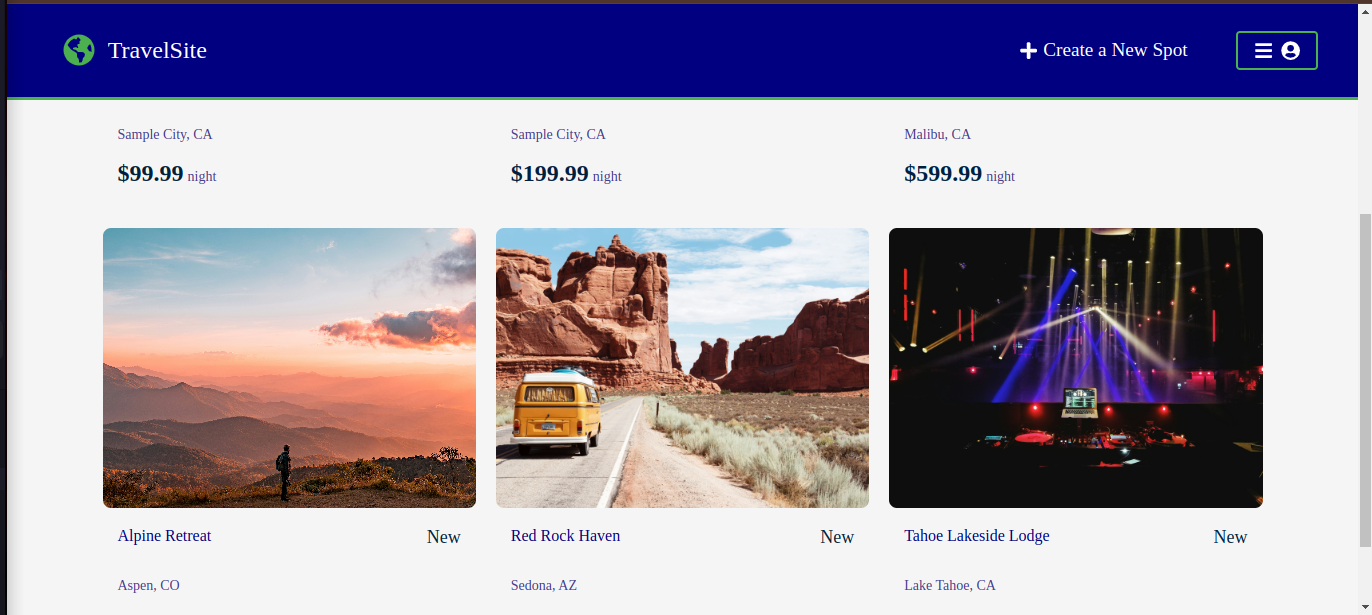 TravelSite
Create a New Spot
Sample City, CA
Sample City, CA
Malibu, CA
$99.99 night
$199.99 night
$599.99 night
Alpine Retreat
New
Red Rock Haven
New
Tahoe Lakeside Lodge
New
Aspen, CO
Sedona, AZ
Lake Tahoe, CA